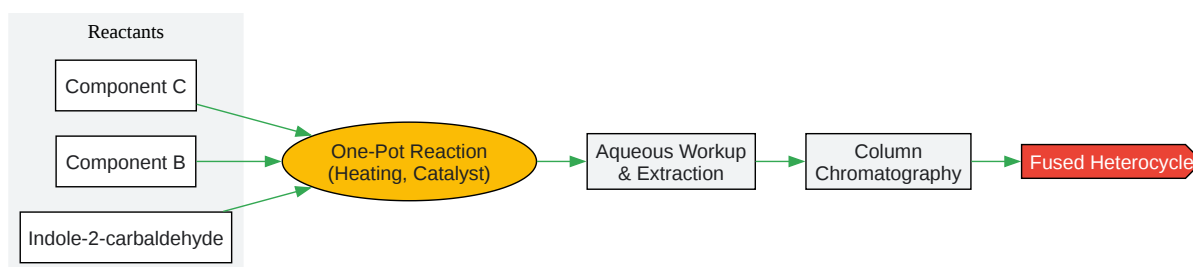 Reactants
Component C
Component B
Indole-2-carbaldehyde
One-Pot Reaction
(Heating, Catalyst)
Aqueous Workup
& Extraction
Column
Chromatography
Fused Heterocycle